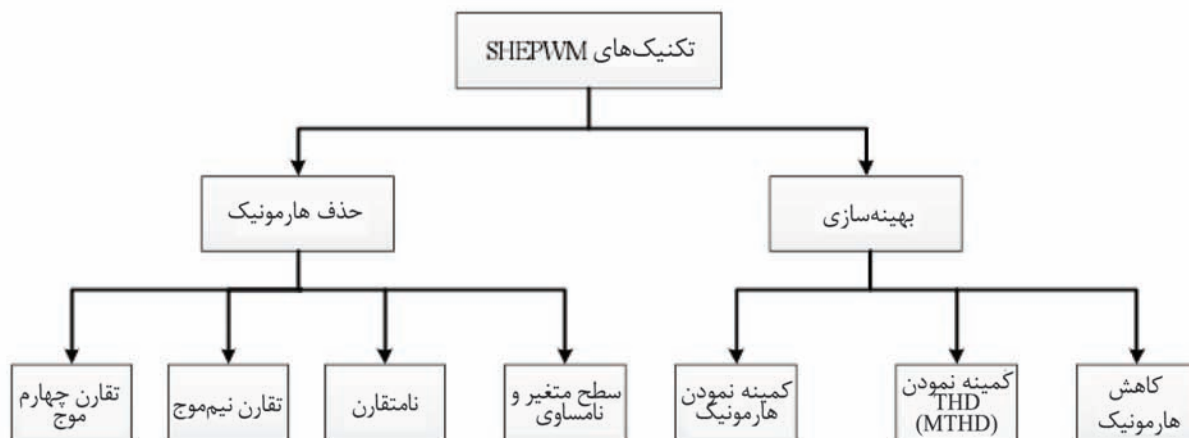 تکنیک‌های SHEPWM
حذف هارمونیک
بهینه‌سازی
تقارن چهارم
موج
تقارن نیم‌موج
نامتقارن
سطح متغیر و
نامساوی
کمینه نمودن
هارمونیک
کمینه نمودن
THD
(MTHD)
کاهش
هارمونیک